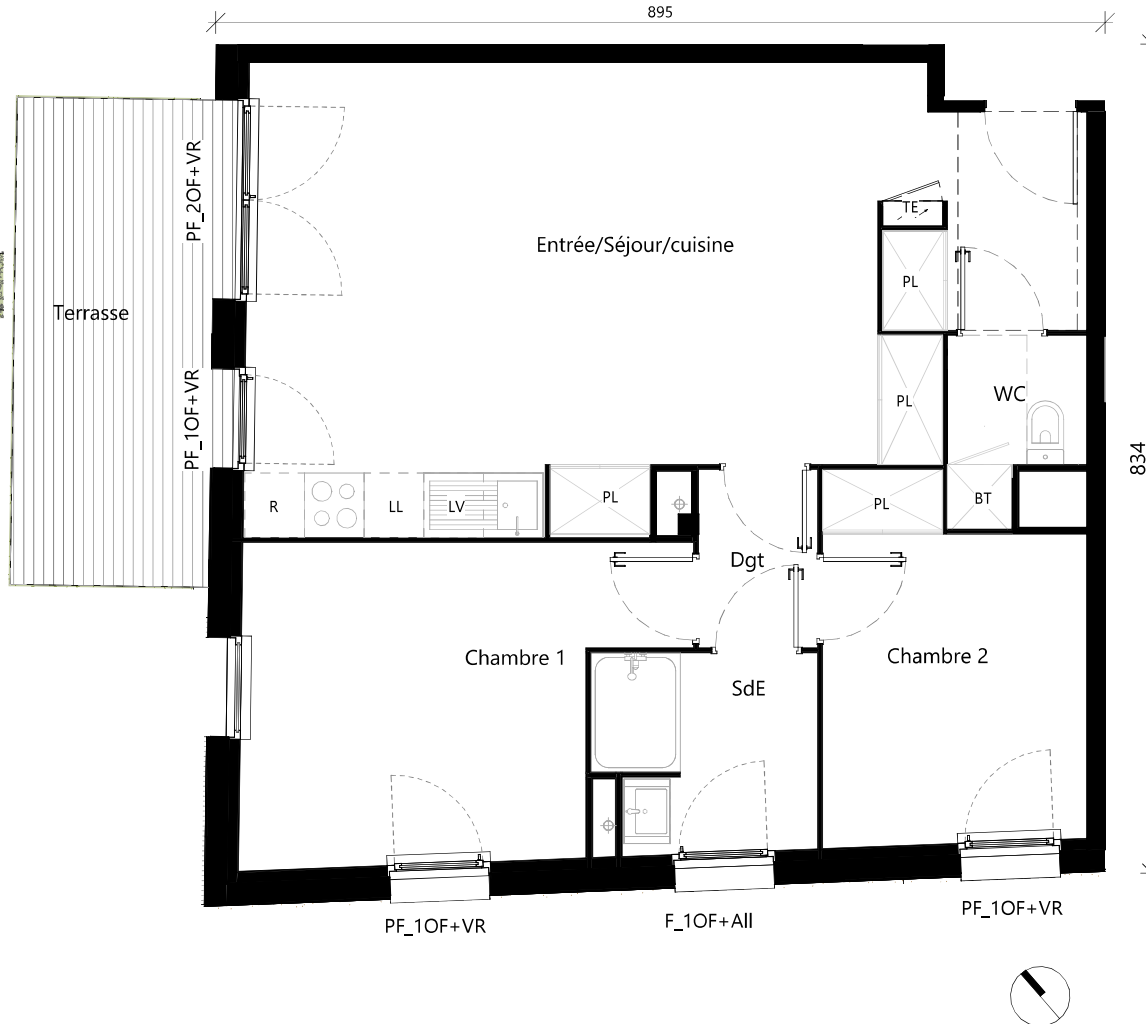 895
PF_2OF+VR
TE
Entrée/Séjour/cuisine
PL
Terrasse
PF_1OF+VR
WC
PL
834
R
LL
LV
PL
PL
BT
Dgt
Chambre 1
Chambre 2
SdE
PF_1OF+VR
F_1OF+All
PF_1OF+VR